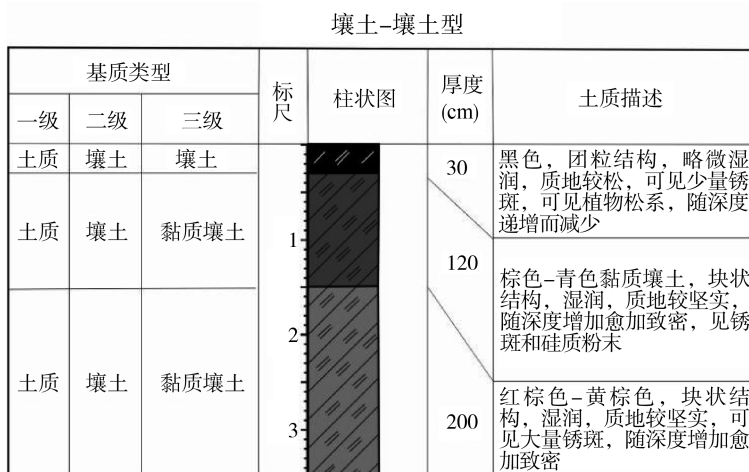 壤土–壤土型
基质类型
一级
二级
三级
标
尺
柱状图
厚度
(cm)
土质描述
土质
壤土
壤土
30
黑色，团粒结构，略微湿
润，质地较松，可见少量锈
斑，可见植物松系，随深度
递增而减少
土质
壤土
黏质壤土
1
120
棕色–青色黏质壤土，块状
结构，湿润，质地较坚实，
随深度增加愈加致密，见锈
斑和硅质粉末
2
土质
壤土
黏质壤土
3
200
红棕色–黄棕色，块状结
构，湿润，质地较坚实，可
见大量锈斑，随深度增加愈
加致密